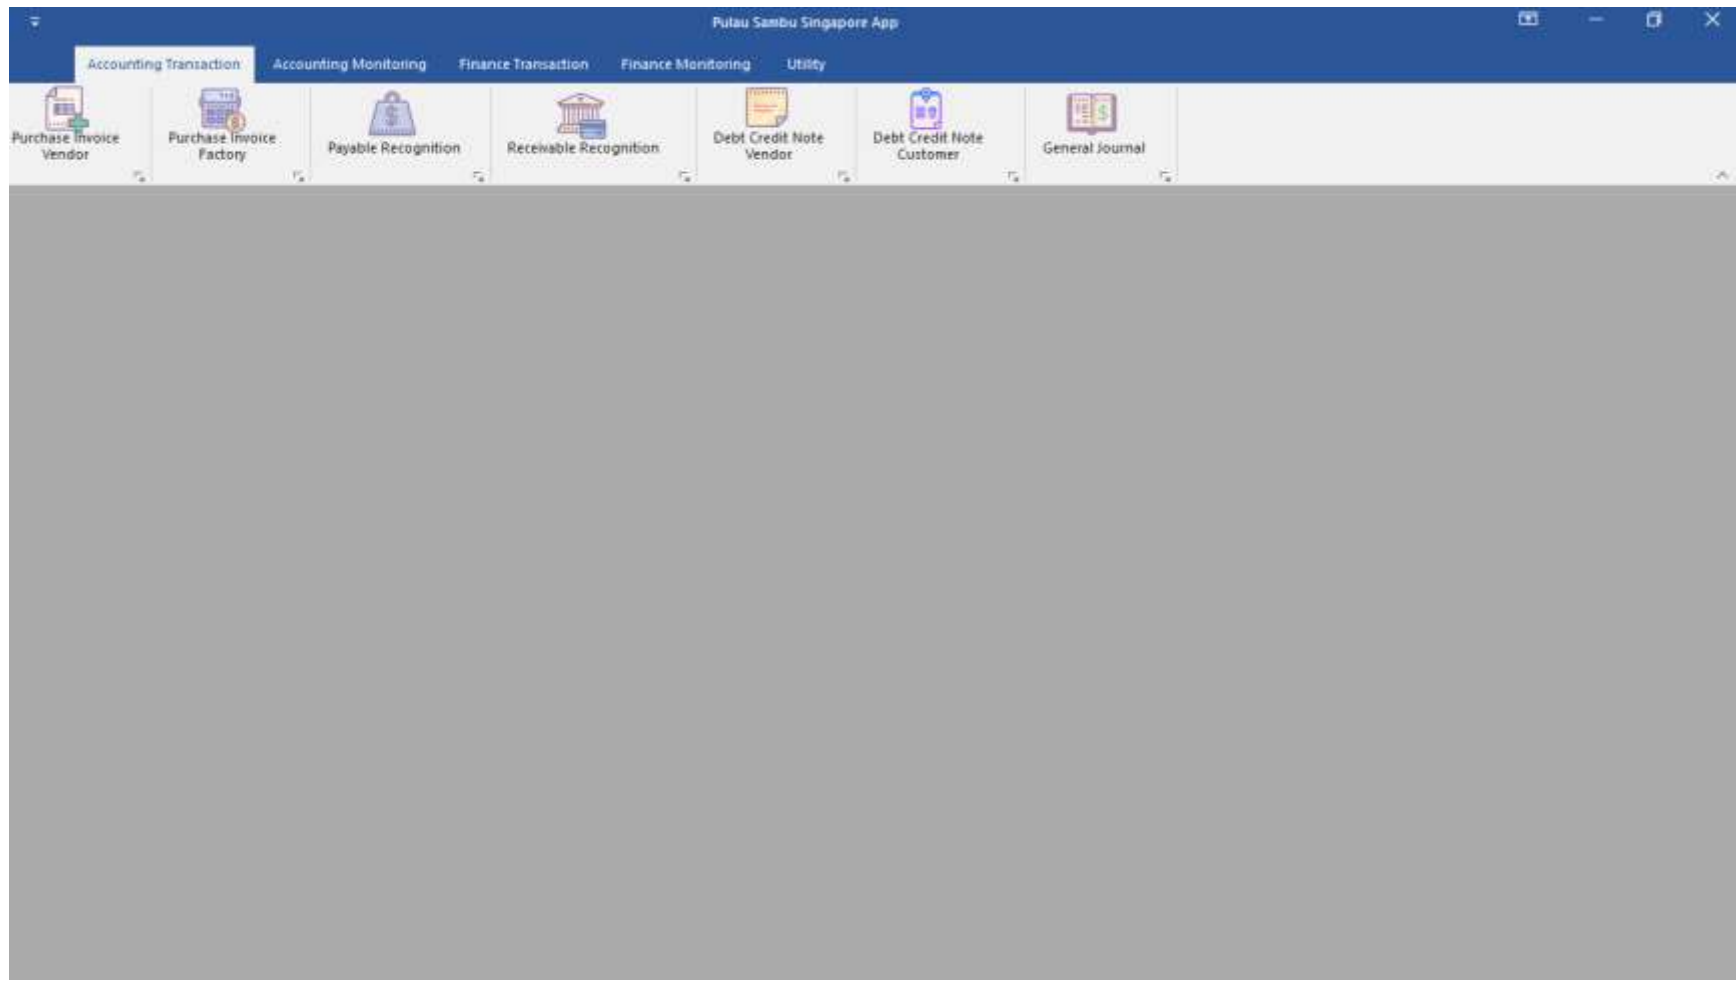 Pulau Sambu Singapore App
Accounting Transaction Accounting Monitoring Finance Transaction Finance Monitoring Utility
Purchase Invoice
Vendor
Purchase Invoice
Factory
Payable Recognition
Receivable Recognition
Debt Credit Note
Vendor
Debt Credit Note
Customer
General Journal